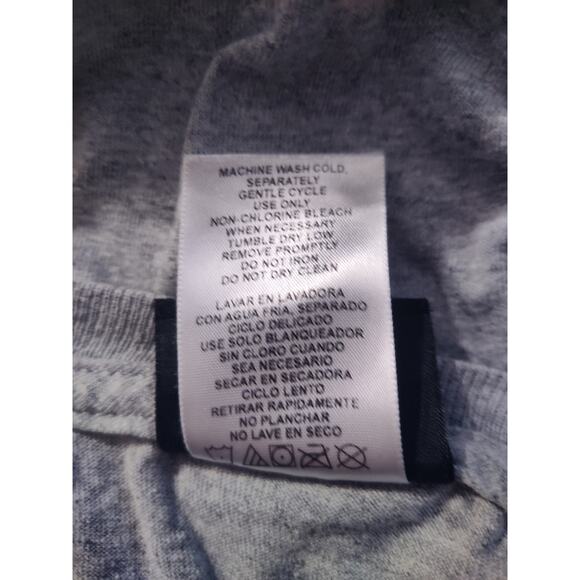 MACHINE WASH COLD,
SEPARATELY
GENTLE CYCLE
USE ONLY
NON-CHLORINE BLEACH
WHEN NECESSARY
TUMBLE DRY LOW
REMOVE PROMPTLY
DO NOT IRON
DO NOT DRY CLEAN
LAVAR EN LAVADORA
CON AGUA FRIA, SEPARADO
CICLO DELICADO
USE SOLO BLANQUEADOR
SIN CLORO CUANDO
SEA NECESARIO
SECAR EN SECADORA
CICLO LENTO
RETIRAR RAPIDAMENTE
NO PLANCHAR
NO LAVE EN SECO